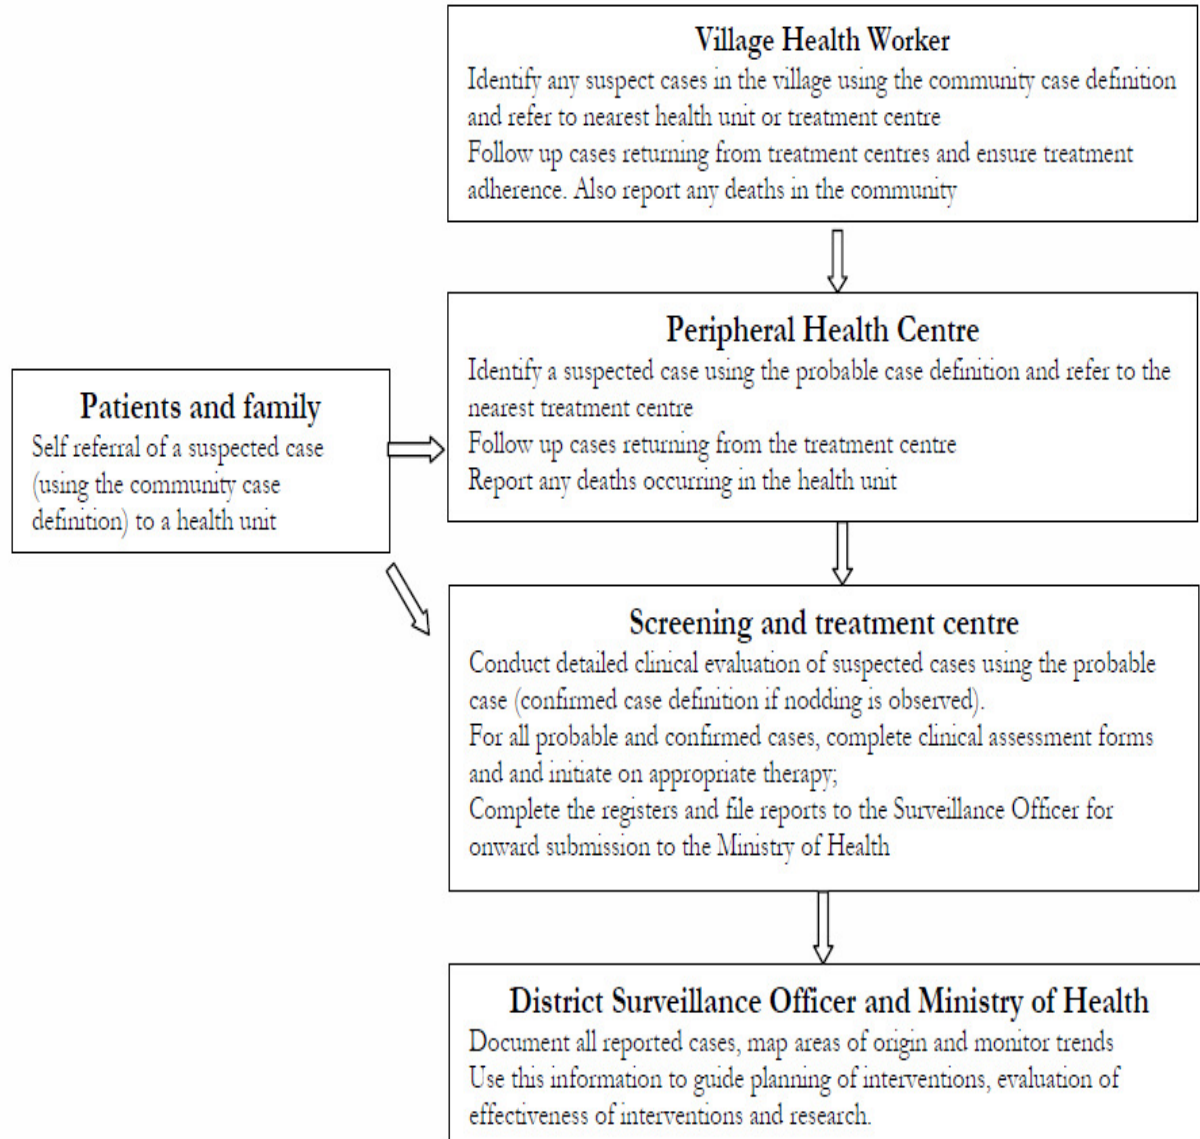 Village Health Worker
Identify any suspect cases in the village using the community case definition
and refer to nearest health unit or treatment centre
Follow up cases returning from treatment centres and ensure treatment
adherence. Also report any deaths in the community
Peripheral Health Centre
Identify a suspected case using the probable case definition and refer to the
nearest treatment centre
Follow up cases returning from the treatment centre
Report any deaths occurring in the health unit
Patients and family
Self referral of a suspected case
(using the community case
definition) to a health unit
Screening and treatment centre
Conduct detailed clinical evaluation of suspected cases using the probable
case (confirmed case definition if nodding is observed).
For all probable and confirmed cases, complete clinical assessment forms
and and initiate on appropriate therapy;
Complete the registers and file reports to the Surveillance Officer for
onward submission to the Ministry of Health
District Surveillance Officer and Ministry of Health
Document all reported cases, map areas of origin and monitor trends
Use this information to guide planning of interventions, evaluation of
effectiveness of interventions and research.